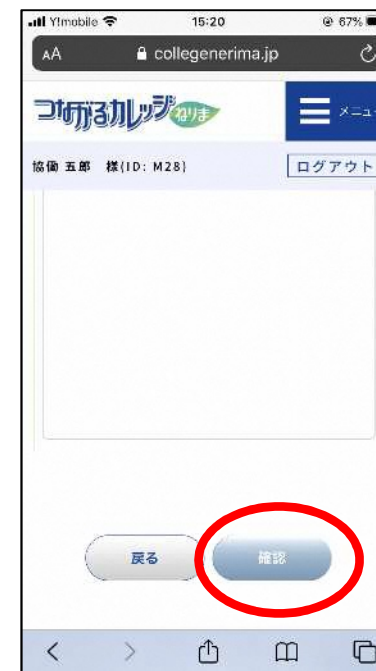 Y!mobile 15:20 67%
AA collegenerima.jp
つながるカレッジねりま メニュー
協働 五郎 様(ID: M28) ログアウト
戻る 確認